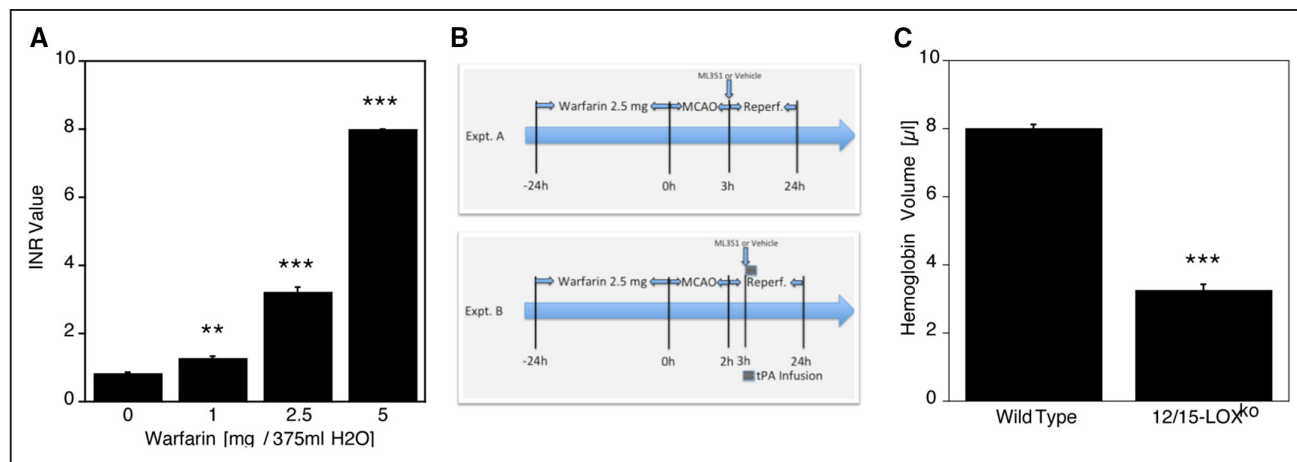 A
10
8
6
4
2
0
INR Value
**
***
***
0 1 2.5 5
Warfarin [mg / 375ml H2O]
B
ML351 or Vehicle
Warfarin 2.5 mg MCAO Reperf.
Expt. A
-24h 0h 3h 24h
ML351 or Vehicle
Warfarin 2.5 mg MCAO Reperf.
Expt. B
-24h 0h 2h 3h 24h
tPA Infusion
C
10
8
6
4
2
0
Hemoglobin Volume [µl]
***
Wild Type 12/15-LOXko